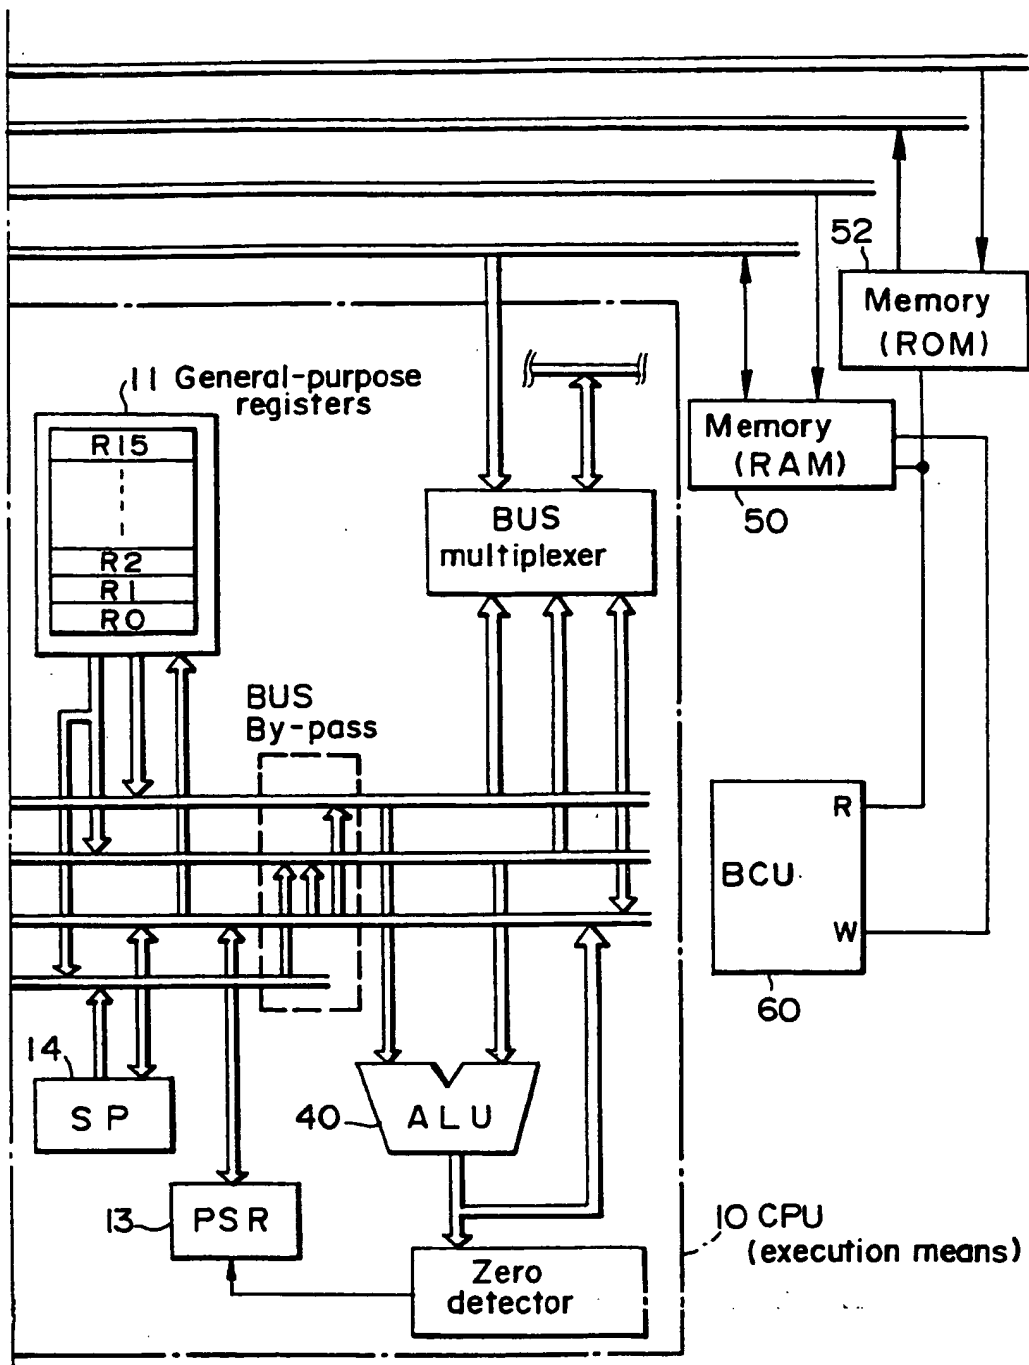 52
Memory
(ROM)
11 General-purpose
registers
R15
R2
R1
R0
Memory
(RAM)
50
BUS
multiplexer
BUS
By-pass
R
BCU
W
60
14
SP
40
ALU
13
PSR
10 CPU
(execution means)
Zero
detector